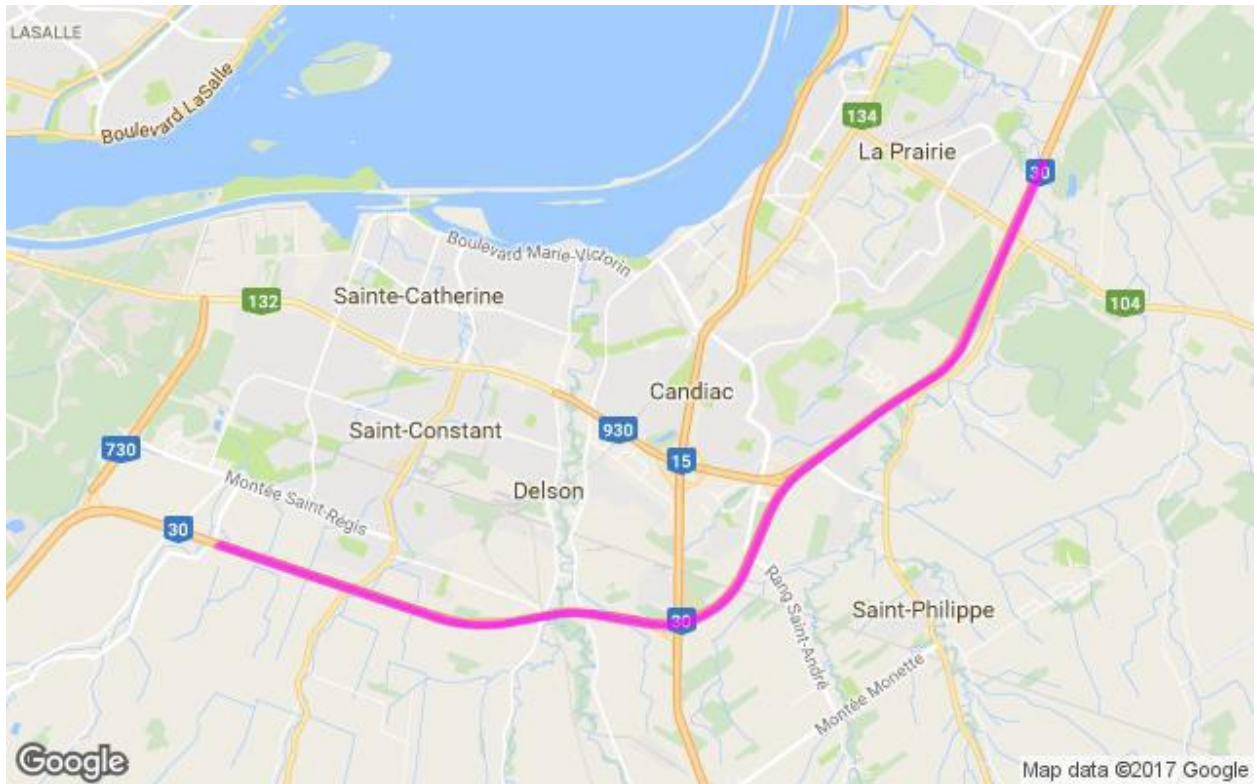 LASALLE
Boulevard LaSalle
134
La Prairie
30
Boulevard Marie-Victorin
132
Sainte-Catherine
104
Candiac
930
Saint-Constant
730
15
Delson
Montée Saint-Régis
30
Rang Saint-André
Saint-Philippe
30
Montée Monette
Google
Map data ©2017 Google